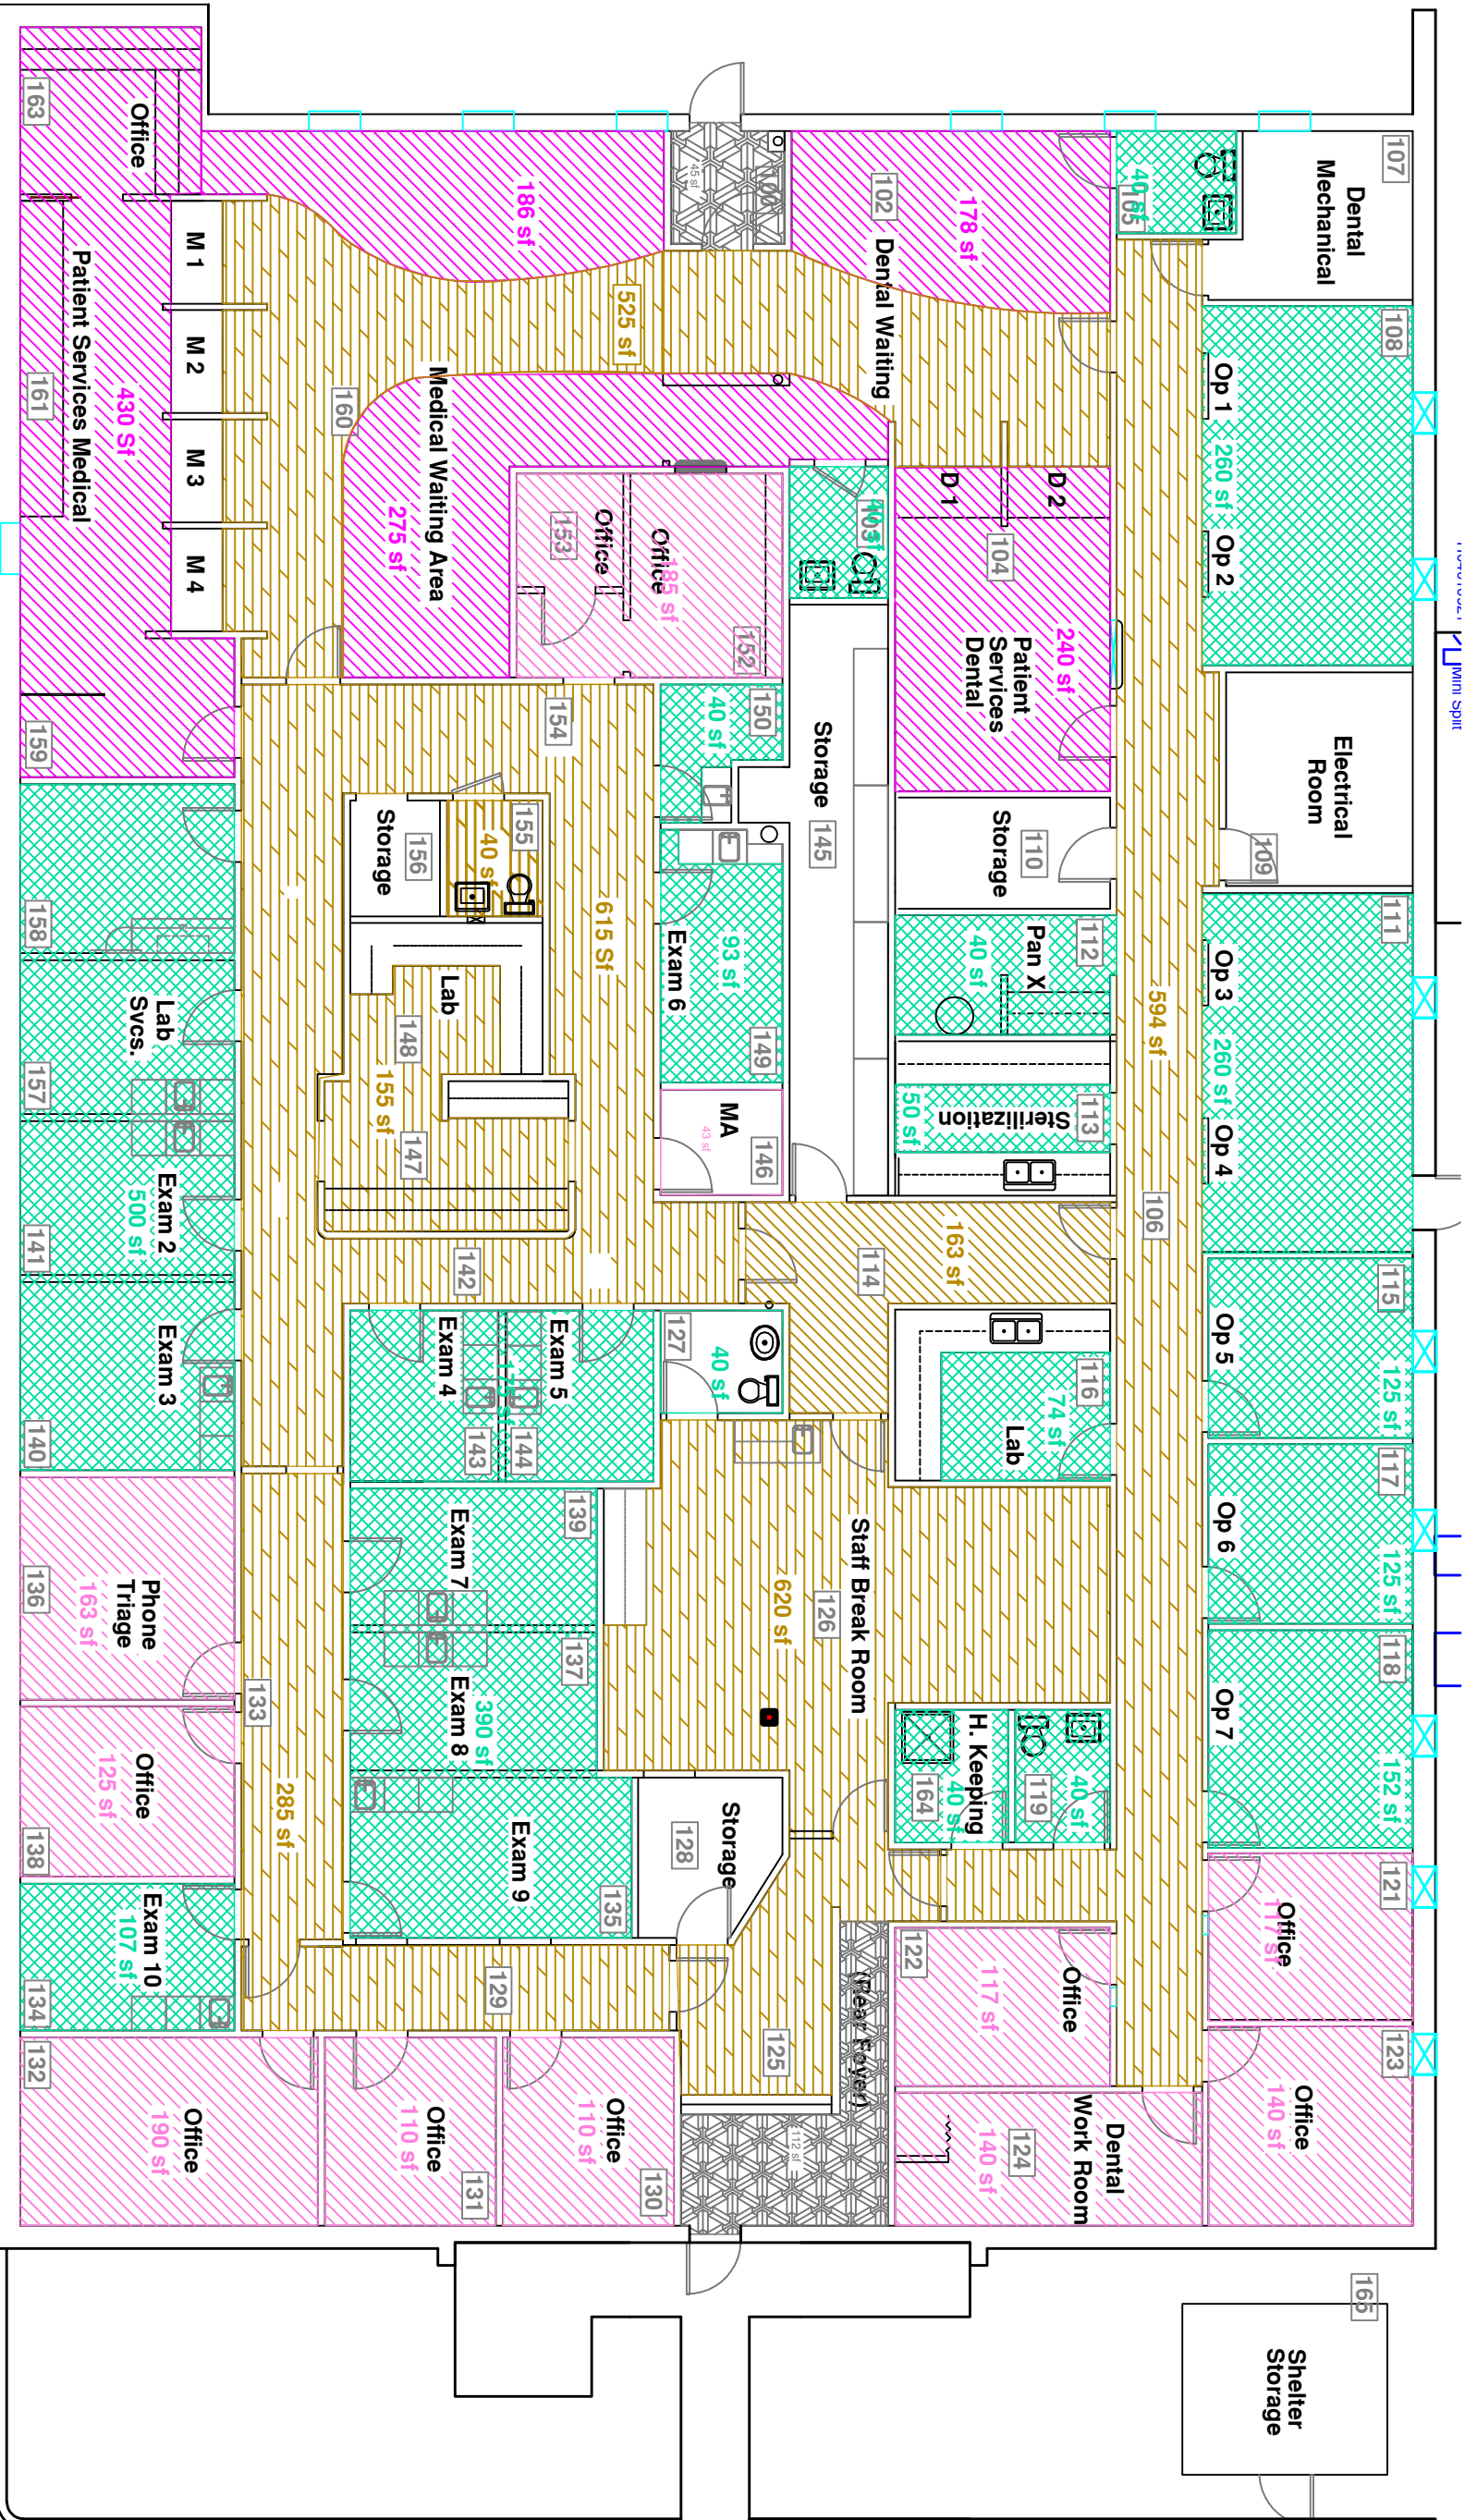 107
Dental
Mechanical
105
40 sf
102
178 sf
Dental Waiting
100
45 sf
186 sf
163
Office
108
Op 1
260 sf
Op 2
525 sf
160
Medical Waiting Area
275 sf
M 1
M 2
M 3
M 4
Patient Services Medical
430 Sf
161
159
D 2
D 1
104
240 sf
Patient
Services
Dental
103
40 sf
Office
185 sf
152
Office
153
Mini Split
Electrical
Room
109
Storage
110
Storage
145
150
40 sf
154
155
40 sf
Storage
156
615 Sf
111
Op 3
260 sf
Op 4
594 sf
106
112
Pan X
40 sf
113
Sterilization
50 sf
93 sf
Exam 6
149
MA
43 sf
146
Lab
148
155 sf
147
158
Lab
Svcs.
157
Exam 2
500 sf
141
Exam 3
140
142
163 sf
114
115
Op 5
125 sf
117
Op 6
125 sf
118
Op 7
152 sf
116
74 sf
Lab
127
40 sf
Exam 5
144
175 sf
Exam 4
143
Staff Break Room
126
620 sf
139
Exam 7
137
Exam 8
390 sf
Exam 9
135
Phone
Triage
163 sf
136
133
285 sf
Office
125 sf
138
Exam 10
107 sf
134
H. Keeping
164
40 sf
119
40 sf
Storage
128
129
125
(Rear Foyer)
112 sf
121
Office
117 sf
122
Office
117 sf
123
Office
140 sf
Dental
Work Room
124
140 sf
Office
110 sf
130
Office
110 sf
131
Office
190 sf
132
165
Shelter
Storage